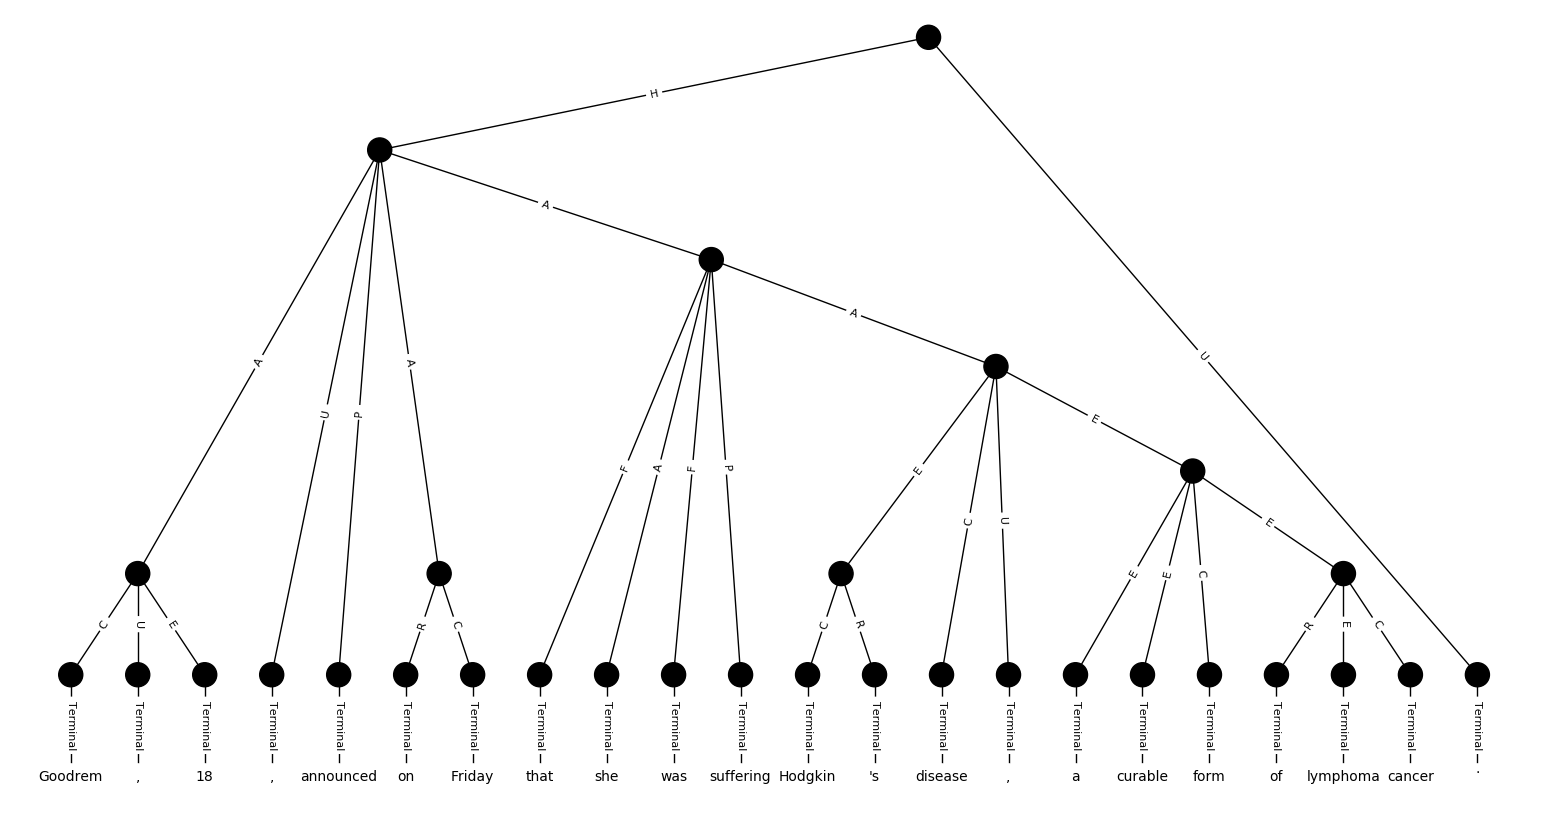 H
A
A
U
A
U
P
A
E
F
A
F
P
E
C
U
E
E
E
C
C
U
E
R
C
C
R
R
E
C
Terminal Terminal Terminal Terminal Terminal Terminal Terminal Terminal Terminal Terminal Terminal Terminal Terminal Terminal Terminal Terminal Terminal Terminal Terminal Terminal Terminal Terminal
Goodrem , 18 , announced on Friday that she was suffering Hodgkin 's disease , a curable form of lymphoma cancer .